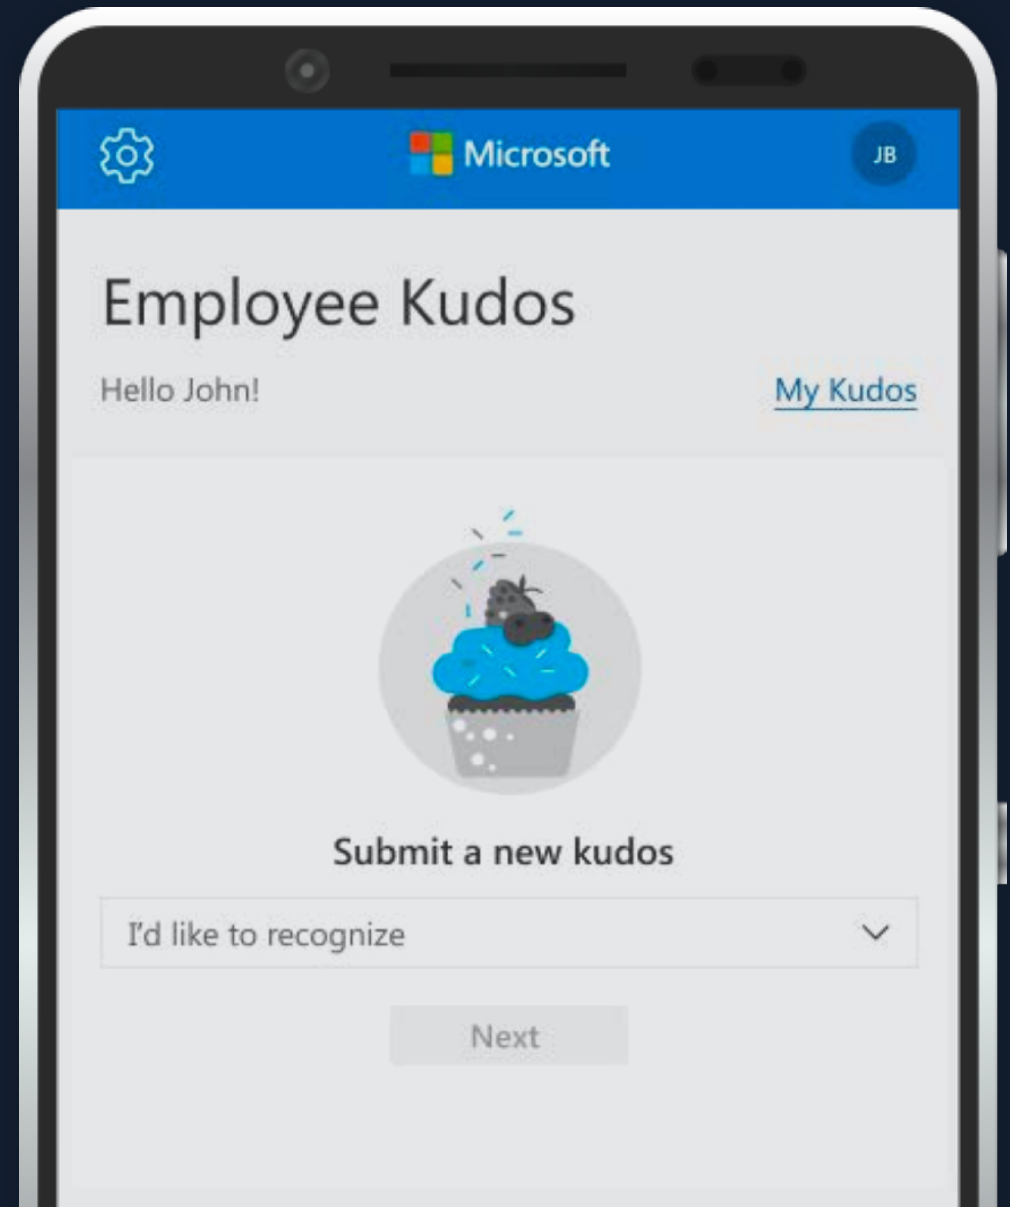 Microsoft
JB
Employee Kudos
Hello John!
My Kudos
Submit a new kudos
I'd like to recognize
Next